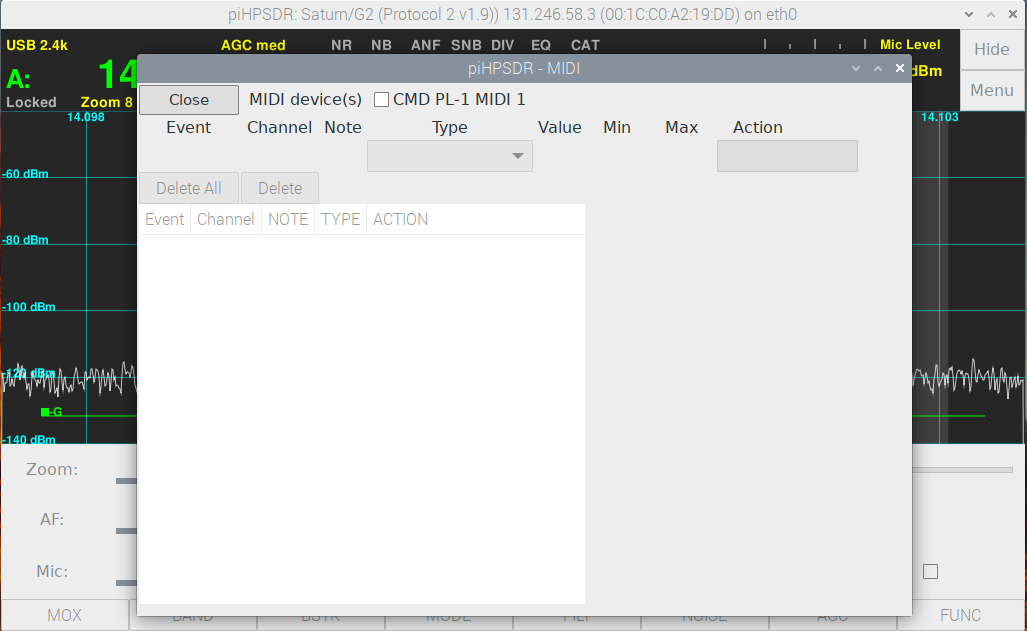 piHPSDR: Saturn/G2 (Protocol 2 v1.9)) 131.246.58.3 (00:1C:C0:A2:19:DD) on eth0
USB 2.4k AGC med NR NB ANF SNB DIV EQ CAT Mic Level Hide
A: 14 dBm
Locked Zoom 8 Menu
14.098 14.103
piHPSDR - MIDI
Close MIDI device(s) CMD PL-1 MIDI 1
Event Channel Note Type Value Min Max Action
Delete All Delete
Event Channel NOTE TYPE ACTION
-60 dBm
-80 dBm
-100 dBm
-120 dBm
-G
-140 dBm
Zoom:
AF:
Mic:
MOX BAND BSTK MODE FILT NOISE AGC FUNC